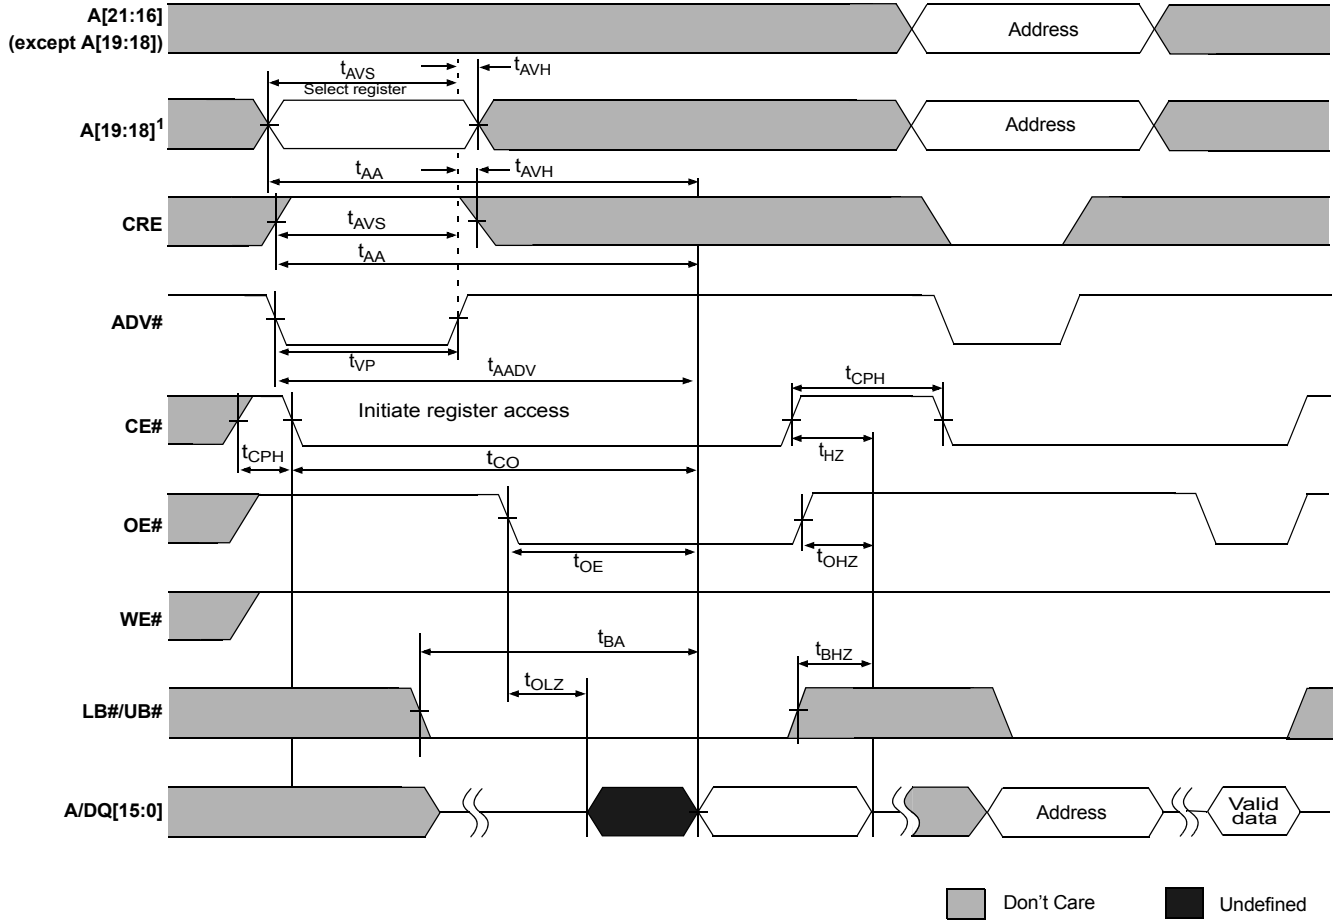 A[21:16]
(except A[19:18])
Address
tAVS
tAVH
Select register
A[19:18]1
Address
tAA
tAVH
CRE
tAVS
tAA
ADV#
tVP
tAADV
tCPH
CE#
Initiate register access
tCPH
tCO
tHZ
OE#
tOE
tOHZ
WE#
tBA
tBHZ
tOLZ
LB#/UB#
A/DQ[15:0]
Address
Valid
data
Don't Care
Undefined